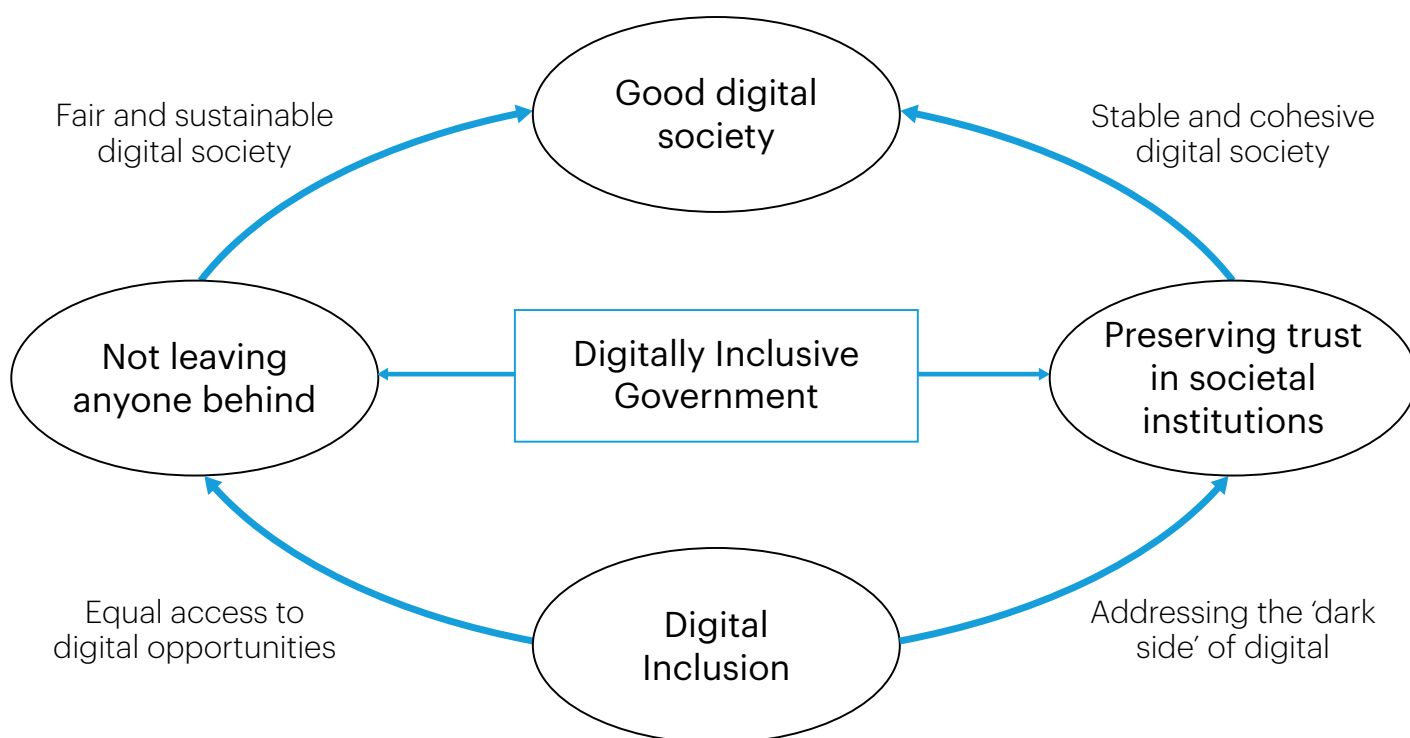 Good digital
society
Fair and sustainable
digital society
Stable and cohesive
digital society
Not leaving
anyone behind
Digitally Inclusive
Government
Preserving trust
in societal
institutions
Equal access to
digital opportunities
Digital
Inclusion
Addressing the ‘dark
side’ of digital